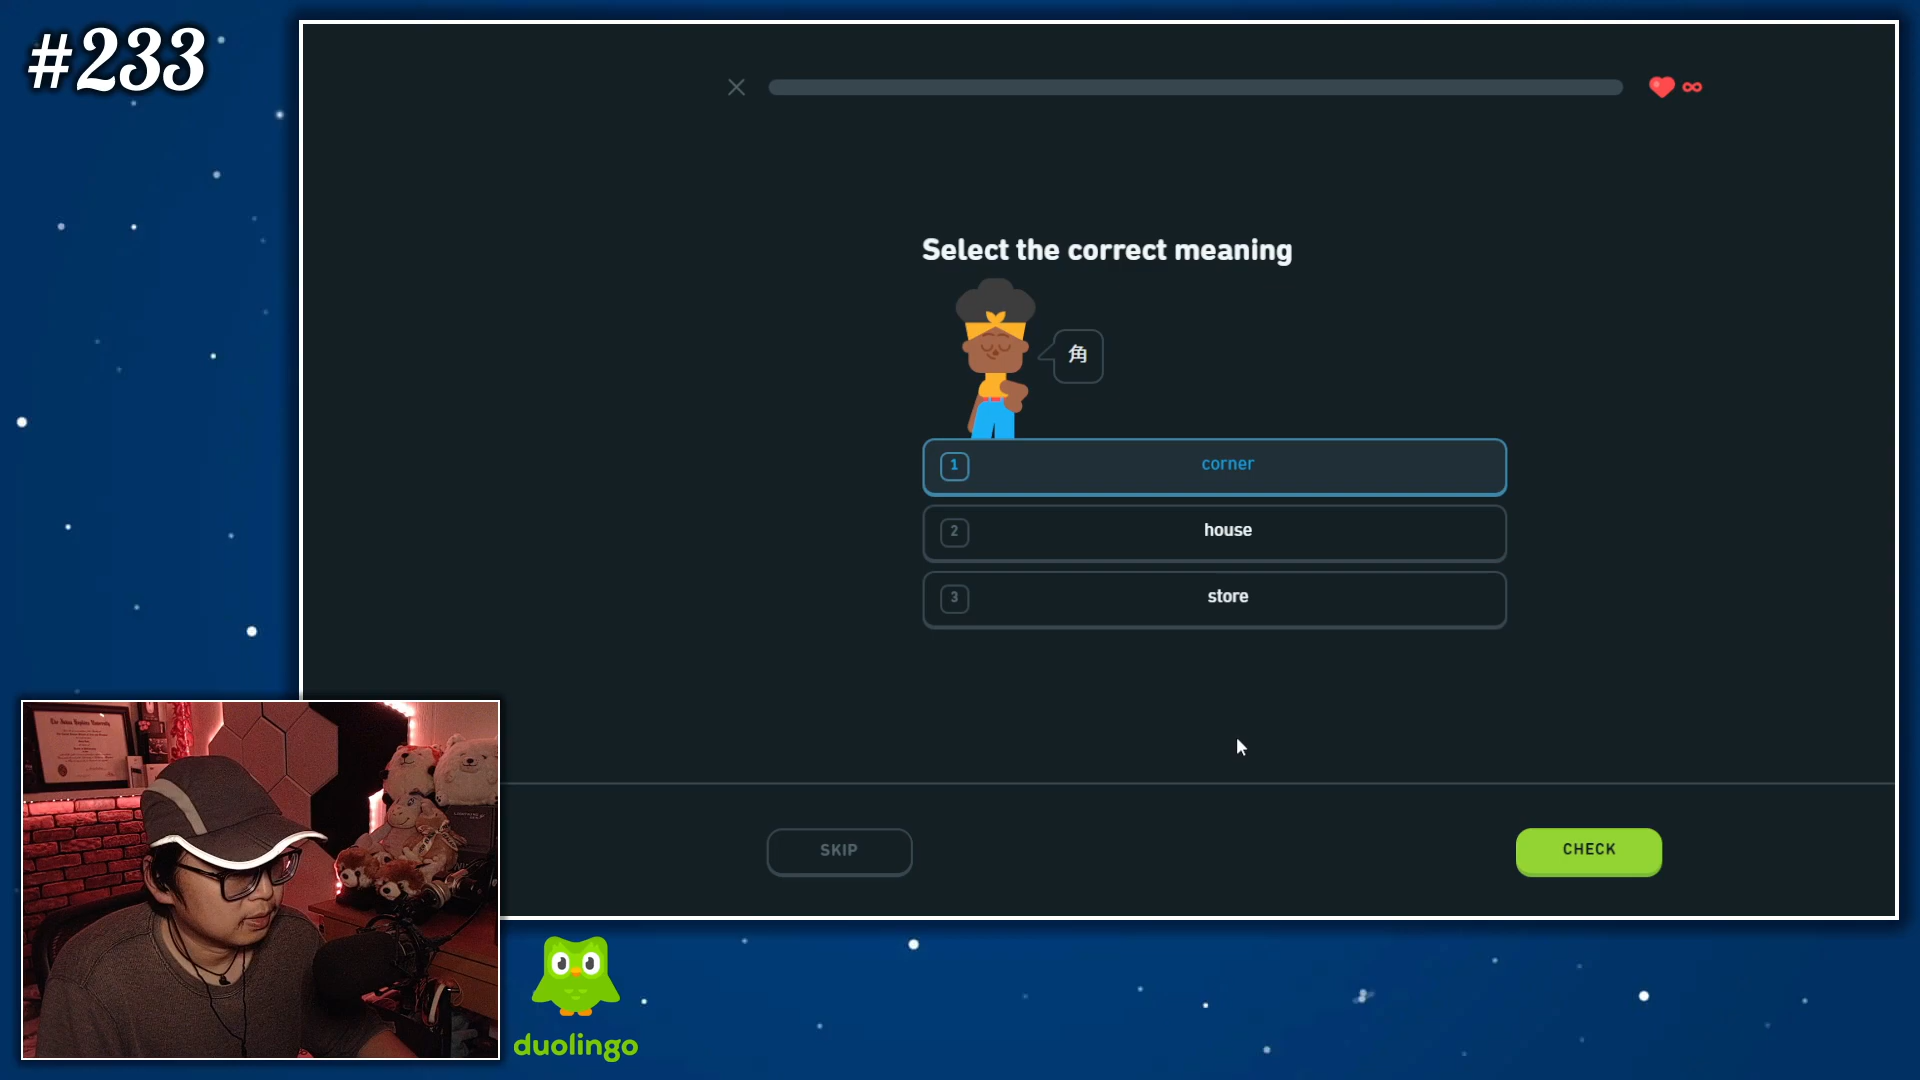 #233
∞
Select the correct meaning
角
1 corner
2 house
3 store
SKIP
CHECK
duolingo